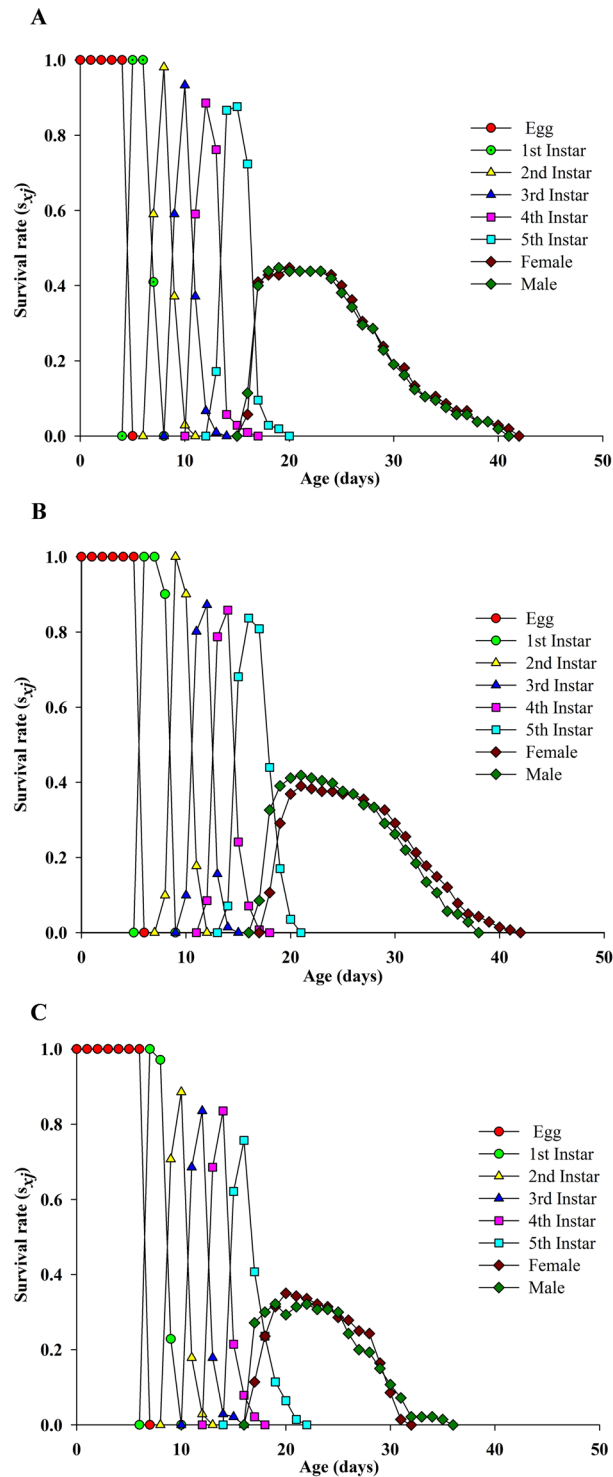 A
1.0
0.8
0.6
0.4
0.2
0.0
Survival rate (sxj)
Egg
1st Instar
2nd Instar
3rd Instar
4th Instar
5th Instar
Female
Male
0 10 20 30 40 50
Age (days)
B
1.0
0.8
0.6
0.4
0.2
0.0
Survival rate (sxj)
Egg
1st Instar
2nd Instar
3rd Instar
4th Instar
5th Instar
Female
Male
0 10 20 30 40 50
Age (days)
C
1.0
0.8
0.6
0.4
0.2
0.0
Survival rate (sxj)
Egg
1st Instar
2nd Instar
3rd Instar
4th Instar
5th Instar
Female
Male
0 10 20 30 40 50
Age (days)